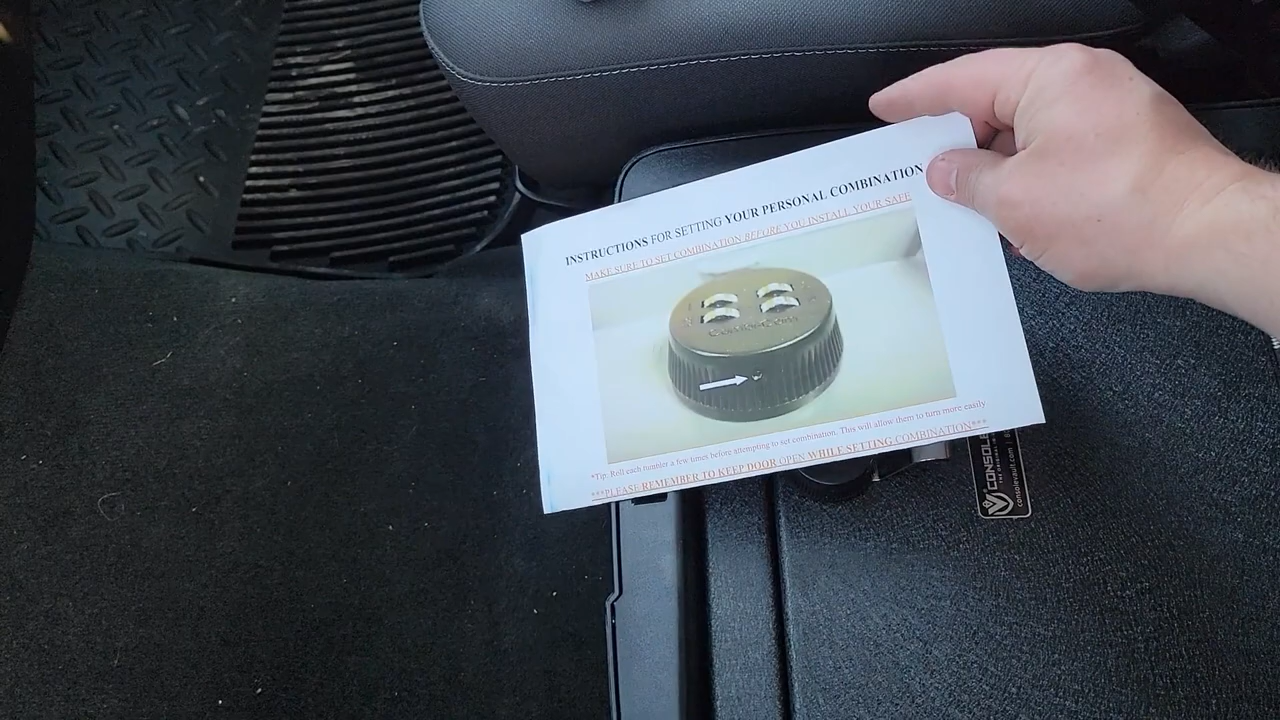 INSTRUCTIONS FOR SETTING YOUR PERSONAL COMBINATION
MAKE SURE TO SET COMBINATION BEFORE YOU INSTALL YOUR SAFE
*Tip: Roll each tumbler a few times before attempting to set combination. This will allow them to turn more easily
***PLEASE REMEMBER TO KEEP DOOR OPEN WHILE SETTING COMBINATION***
CONSOLE
THE ORIGINAL
consolevault.com